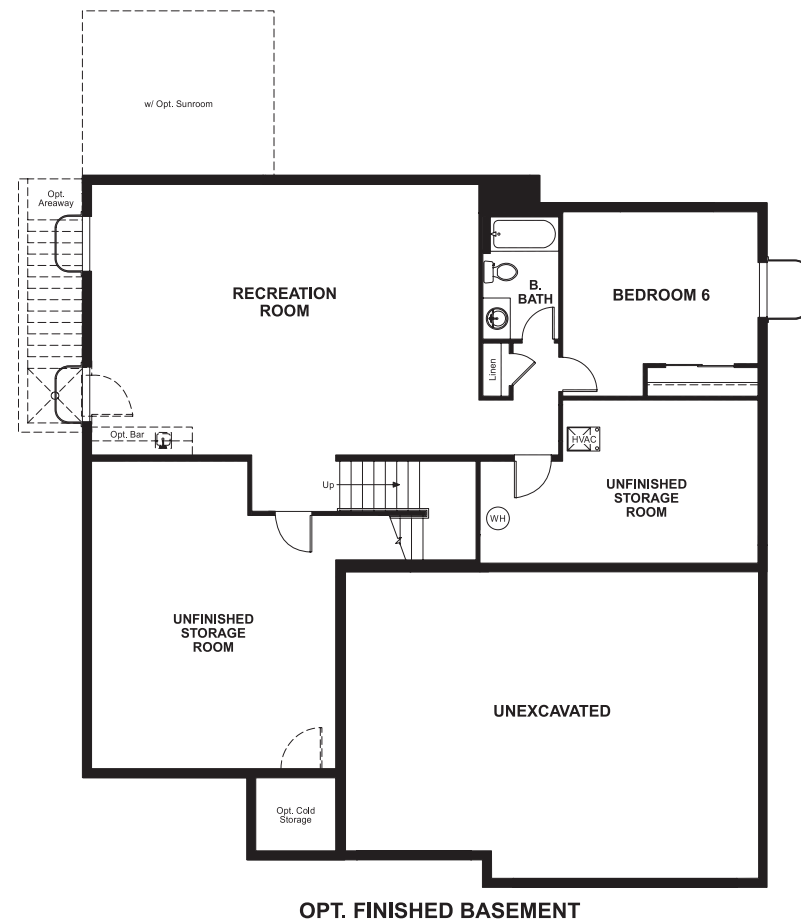 w/ Opt. Sunroom
Opt.
Areaway
RECREATION
ROOM
B.
BATH
BEDROOM 6
Linen
Opt. Bar
HVAC
Up
UNFINISHED
STORAGE
ROOM
WH
UNFINISHED
STORAGE
ROOM
UNEXCAVATED
Opt. Cold
Storage
OPT. FINISHED BASEMENT